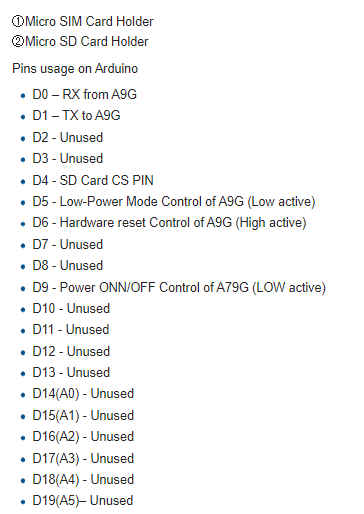 ①Micro SIM Card Holder
②Micro SD Card Holder
Pins usage on Arduino
• D0 – RX from A9G
• D1 – TX to A9G
• D2 - Unused
• D3 - Unused
• D4 - SD Card CS PIN
• D5 - Low-Power Mode Control of A9G (Low active)
• D6 - Hardware reset Control of A9G (High active)
• D7 - Unused
• D8 - Unused
• D9 - Power ONN/OFF Control of A79G (LOW active)
• D10 - Unused
• D11 - Unused
• D12 - Unused
• D13 - Unused
• D14(A0) - Unused
• D15(A1) - Unused
• D16(A2) - Unused
• D17(A3) - Unused
• D18(A4) - Unused
• D19(A5)– Unused